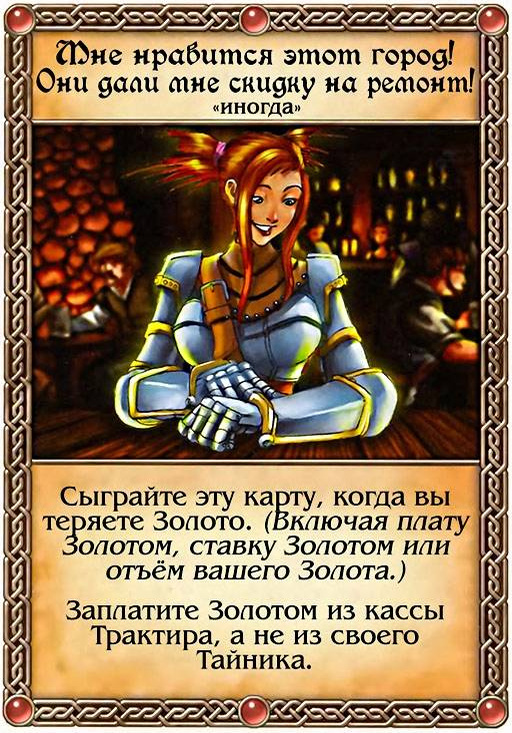 Мне нравится этот город!
Они дали мне скидку на ремонт!
«иногда»
Сыграйте эту карту, когда вы
теряете Золото. (Включая плату
Золотом, ставку Золотом или
отъём вашего Золота.)
Заплатите Золотом из кассы
Трактира, а не из своего
Тайника.